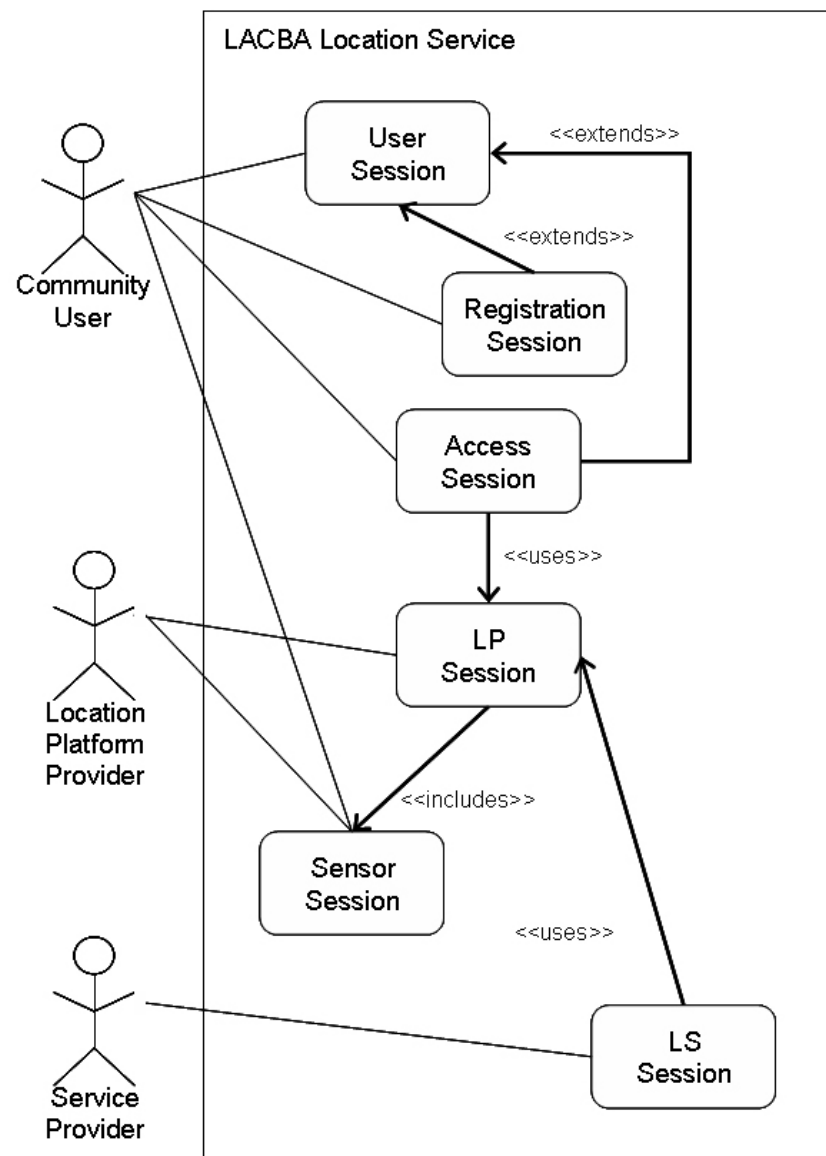 LACBA Location Service
User
Session
<<extends>>
<<extends>>
Community
User
Registration
Session
Access
Session
<<uses>>
LP
Session
Location
Platform
Provider
<<includes>>
Sensor
Session
<<uses>>
LS
Session
Service
Provider